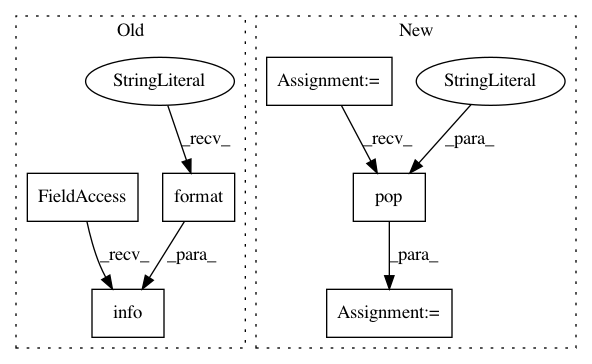 Old
New
StringLiteral
Assignment:=
StringLiteral
_recv_
_recv_
_para_
FieldAccess
format
pop
_recv_
_para_
_para_
info
Assignment:=